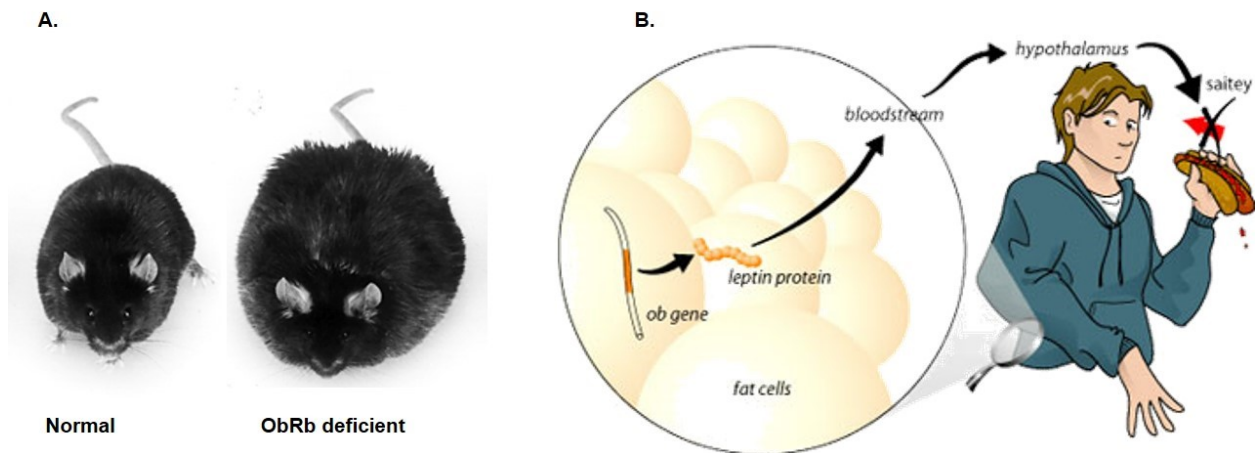 A.
Normal
ObRb deficient
B.
hypothalamus
saitey
bloodstream
leptin protein
ob gene
fat cells